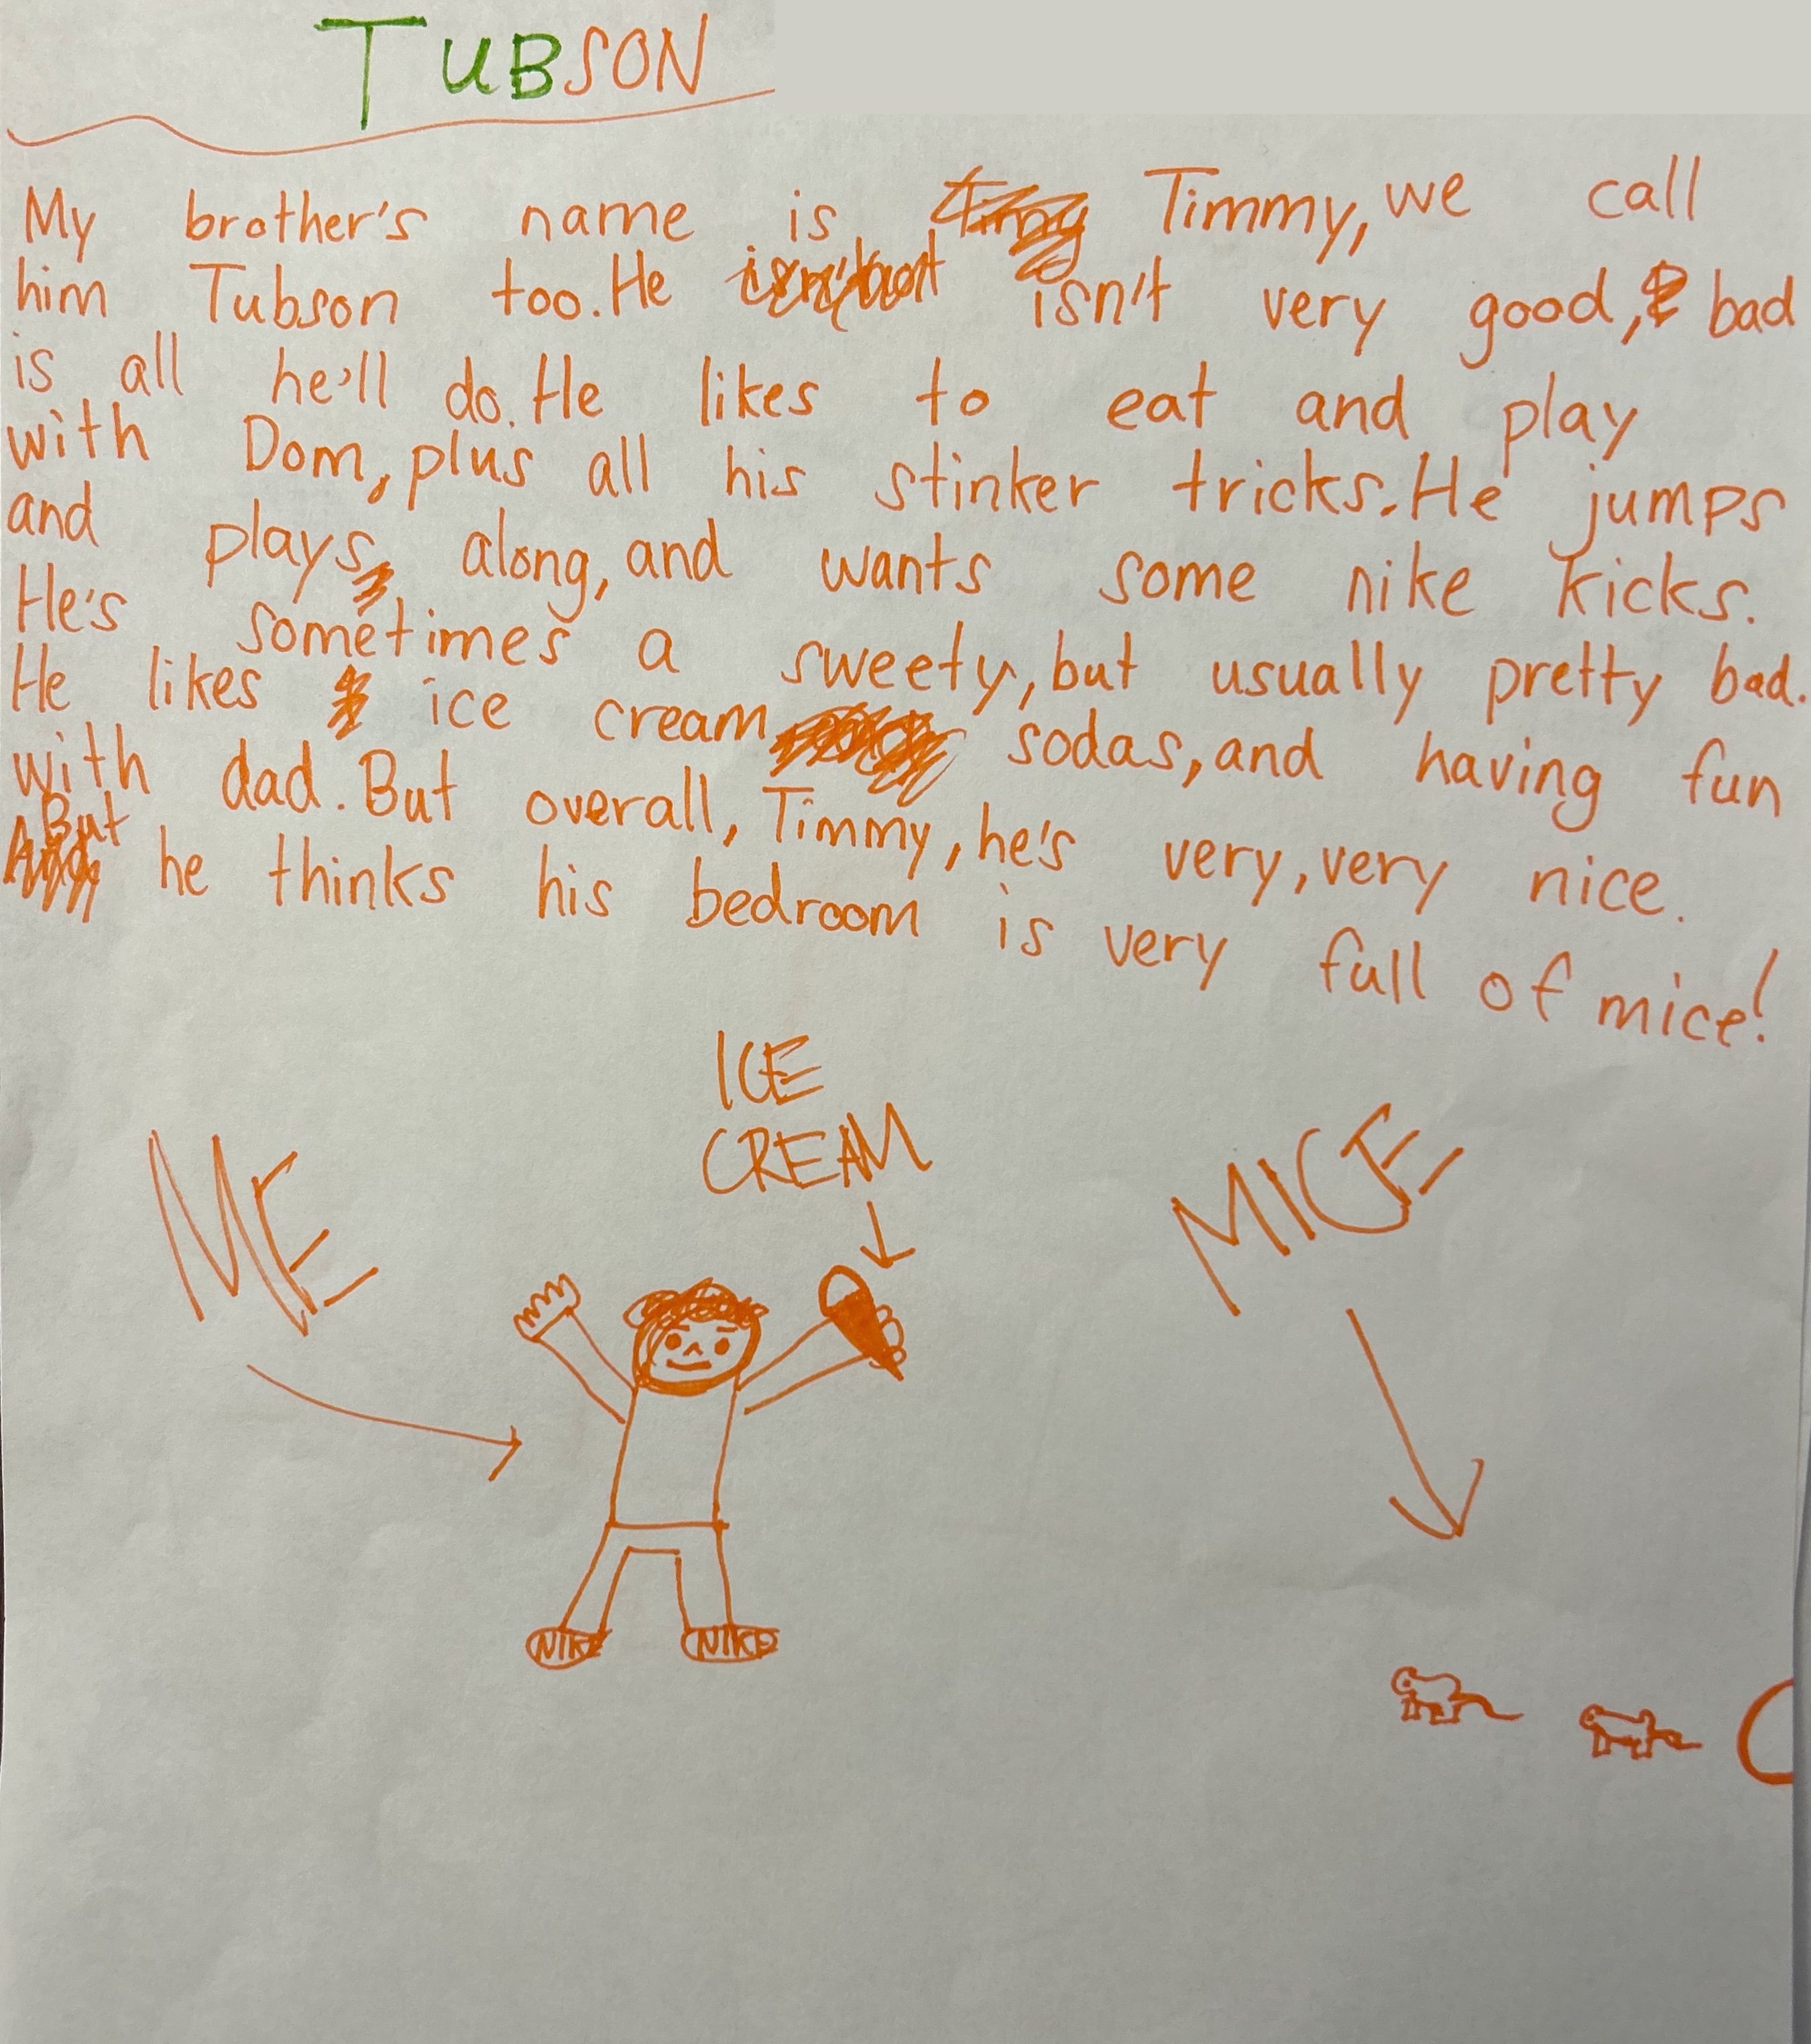 TUBSON
My brother's name is Timmy, we call
him Tubson too. He isn't very good, bad
is all he'll do. He likes to eat and play
with Dom, plus all his stinker tricks. He jumps
and plays along, and wants some nike kicks.
He's sometimes a sweety, but usually pretty bad.
He likes ice cream sodas, and having fun
with dad. But overall, Timmy, he's very, very nice.
But he thinks his bedroom is very full of mice!
ICE
CREAM
ME
MICE
NIKE NIKE